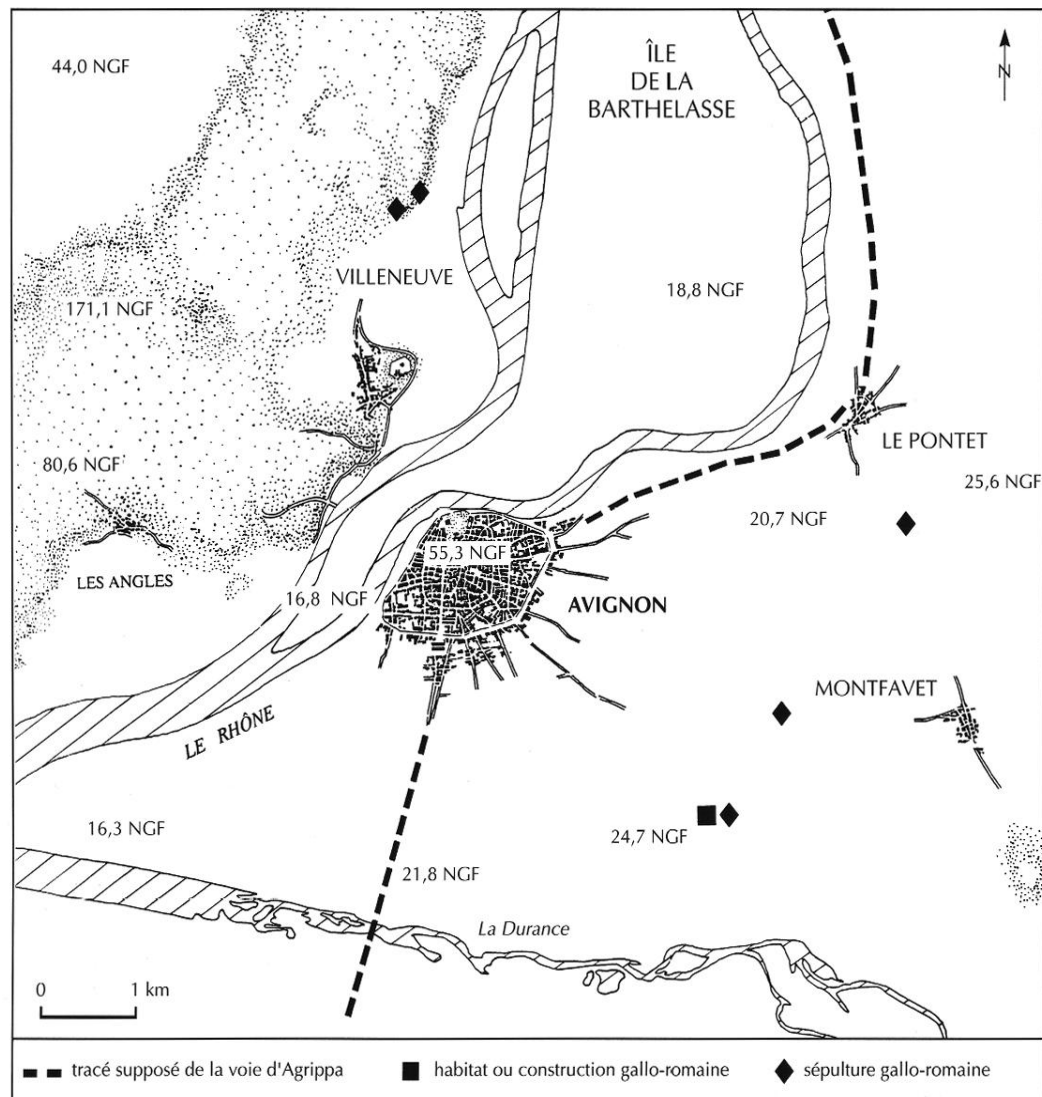 44,0 NGF
ÎLE
DE LA
BARTHELASSE
N
VILLENEUVE
18,8 NGF
171,1 NGF
LE PONTET
80,6 NGF
25,6 NGF
20,7 NGF
55,3 NGF
LES ANGLES
16,8 NGF
AVIGNON
MONTFAVET
LE RHÔNE
16,3 NGF
24,7 NGF
21,8 NGF
La Durance
0 1 km
tracé supposé de la voie d'Agrippa
habitat ou construction gallo-romaine
sépulture gallo-romaine